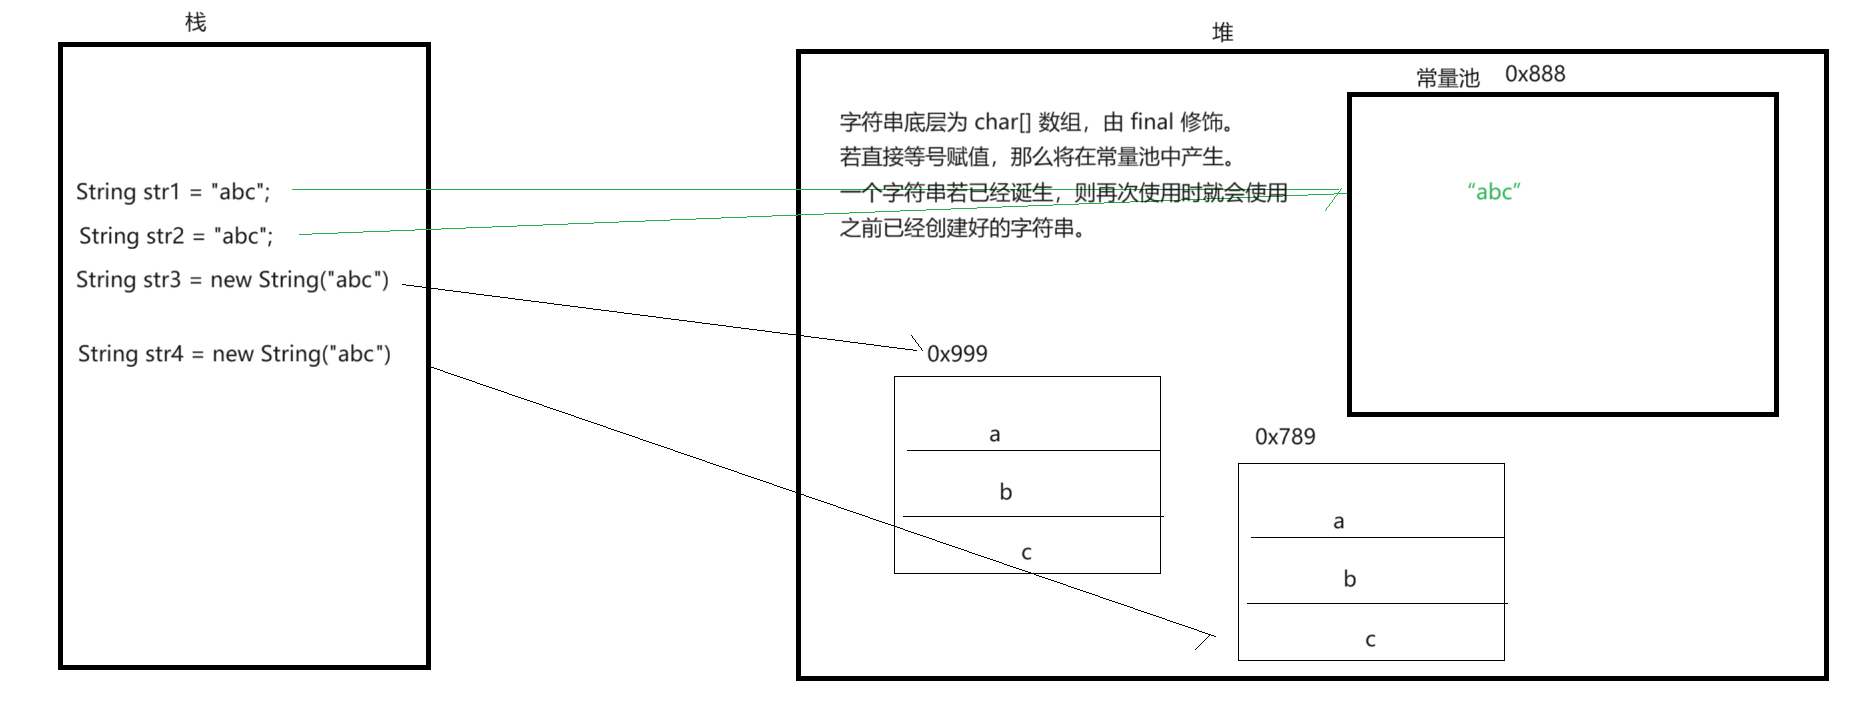 栈
String str1 = "abc";
String str2 = "abc";
String str3 = new String("abc")
String str4 = new String("abc")
堆
常量池 0x888
字符串底层为 char[] 数组，由 final 修饰。
若直接等号赋值，那么将在常量池中产生。
一个字符串若已经诞生，则再次使用时就会使用
之前已经创建好的字符串。
“abc”
0x999
a
b
c
0x789
a
b
c